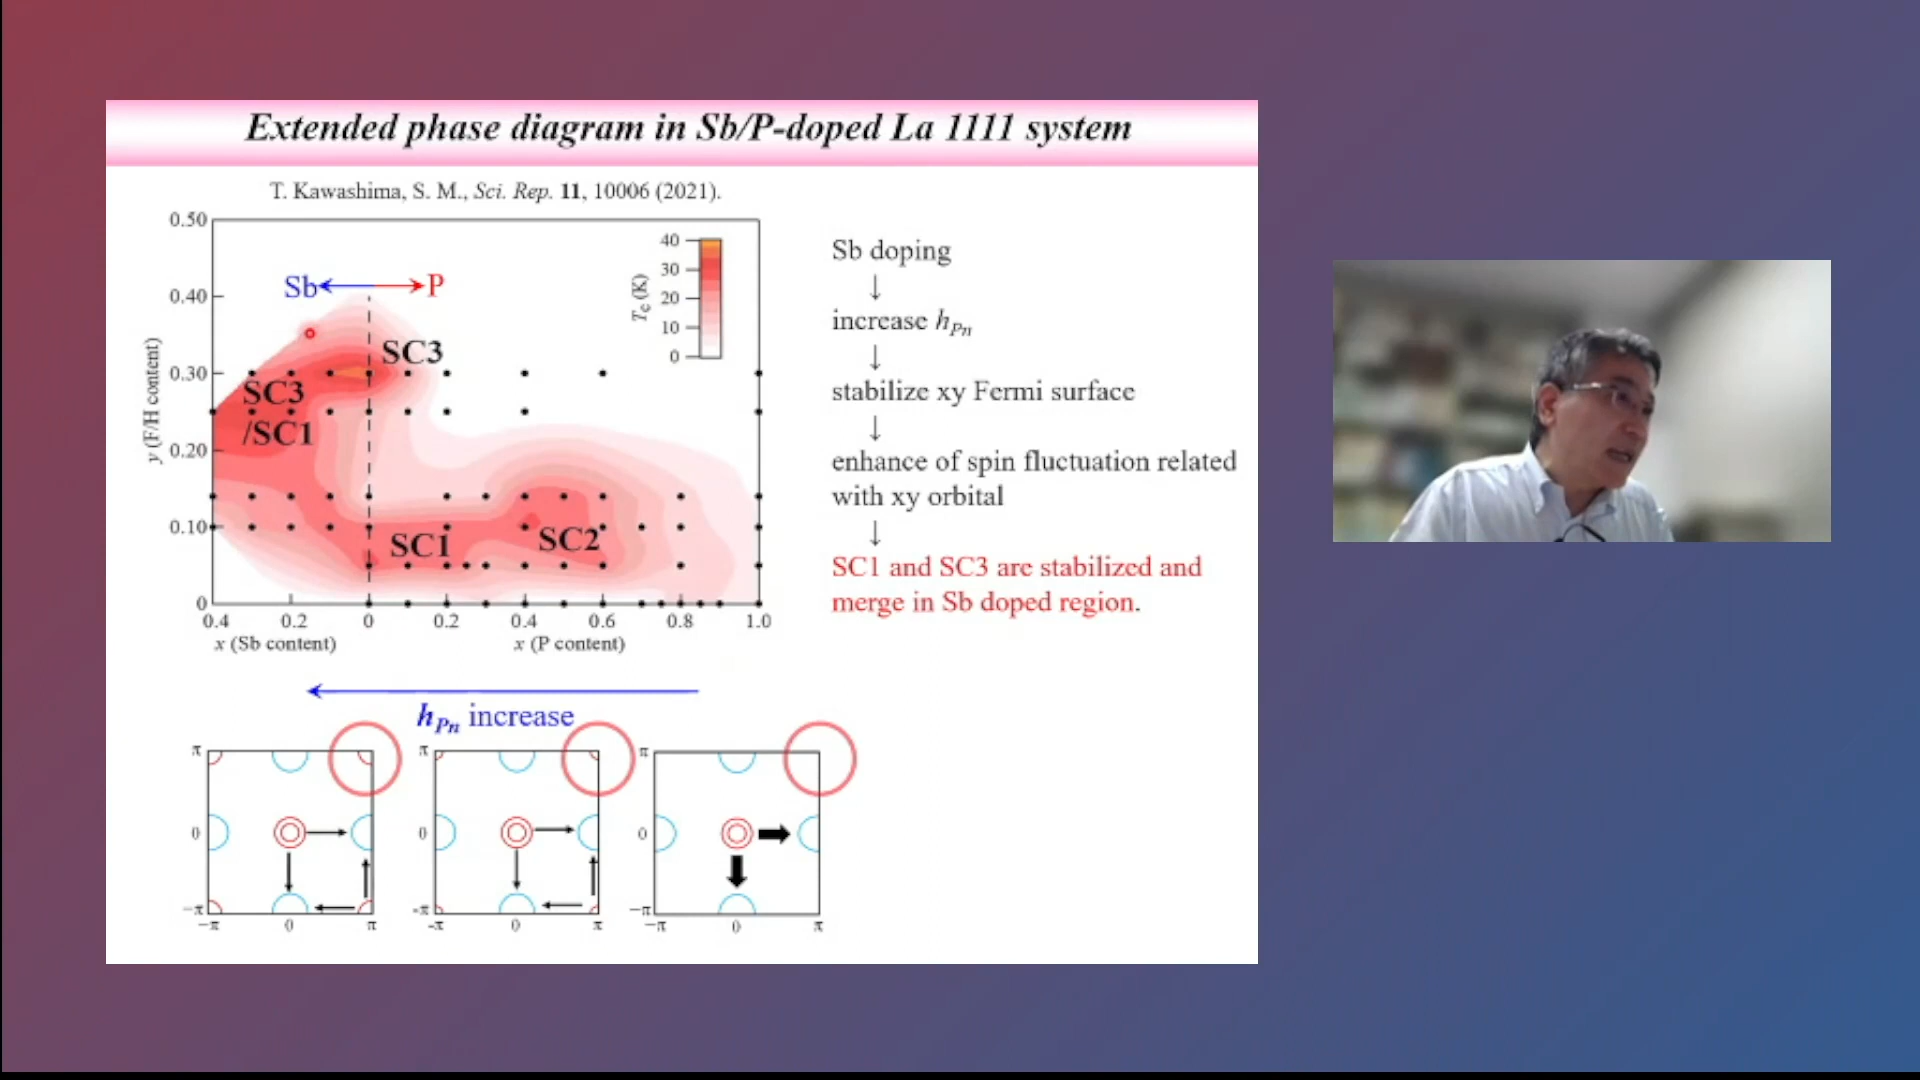 Extended phase diagram in Sb/P-doped La 1111 system
T. Kawashima, S. M., Sci. Rep. 11, 10006 (2021).
0.50
0.40
0.30
0.20
0.10
0
y (F/H content)
Sb
P
40
30
20
10
0
Tc (K)
SC3
SC3
/SC1
SC1
SC2
0.4 0.2 0 0.2 0.4 0.6 0.8 1.0
x (Sb content) x (P content)
Sb doping
↓
increase hPn
↓
stabilize xy Fermi surface
↓
enhance of spin fluctuation related
with xy orbital
↓
SC1 and SC3 are stabilized and
merge in Sb doped region.
hPn increase
π
0
−π
−π 0 π
π
0
-π
-π 0 π
π
0
−π
−π 0 π